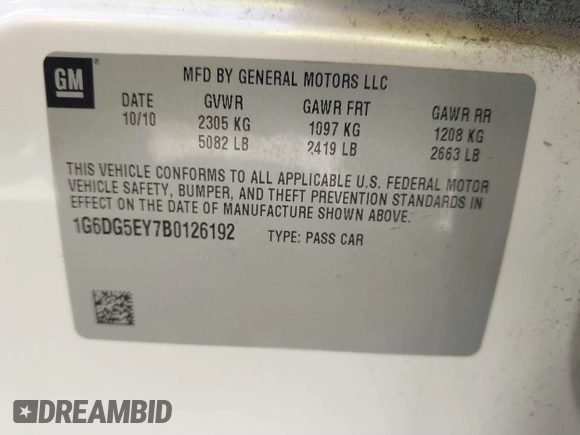 GM
®
MFD BY GENERAL MOTORS LLC
DATE GVWR GAWR FRT GAWR RR
10/10 2305 KG 1097 KG 1208 KG
5082 LB 2419 LB 2663 LB
THIS VEHICLE CONFORMS TO ALL APPLICABLE U.S. FEDERAL MOTOR
VEHICLE SAFETY, BUMPER, AND THEFT PREVENTION STANDARDS IN
EFFECT ON THE DATE OF MANUFACTURE SHOWN ABOVE.
1G6DG5EY7B0126192 TYPE: PASS CAR
DREAMBID